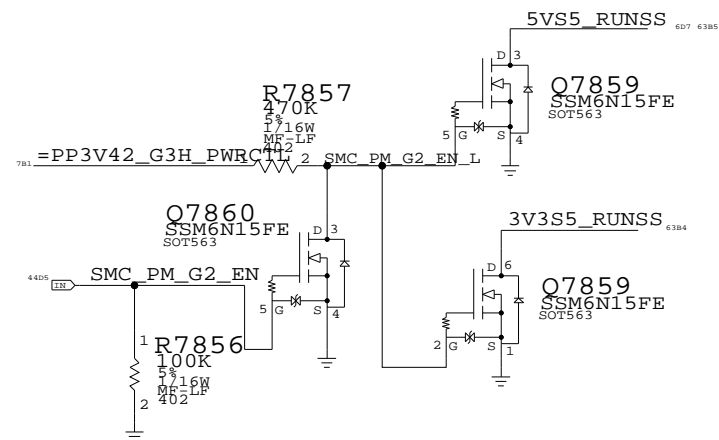 5VS5_RUNSS
6D7 63B5
D 3
Q7859
SSM6N15FE
SOT563
5 G S 4
R7857
470K
5%
1/16W
MF-LF
402
7B1 =PP3V42_G3H_PWRCTL 1 2 SMC_PM_G2_EN_L
Q7860
SSM6N15FE
SOT563
D 3
5 G S 4
3V3S5_RUNSS
63B4
D 6
Q7859
SSM6N15FE
SOT563
2 G S 1
44D5 IN SMC_PM_G2_EN
1
R7856
100K
5%
1/16W
MF-LF
402
2